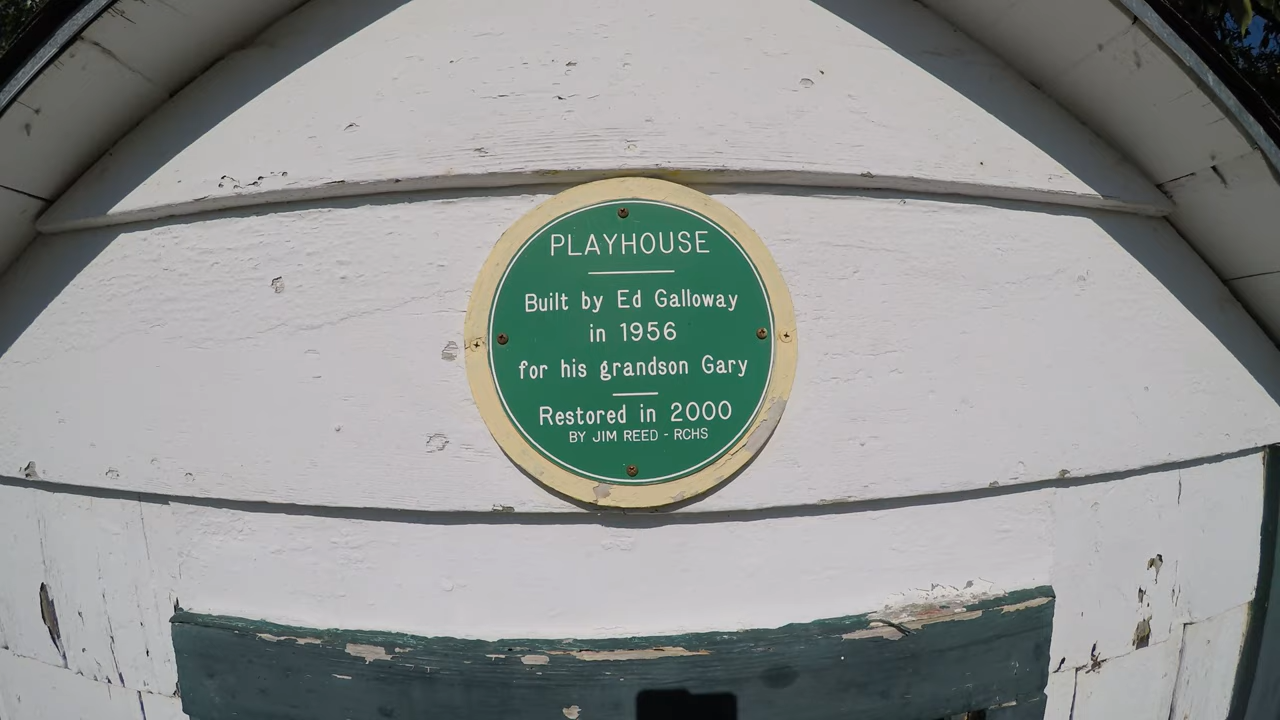 PLAYHOUSE
Built by Ed Galloway
in 1956
for his grandson Gary
Restored in 2000
BY JIM REED - RCHS